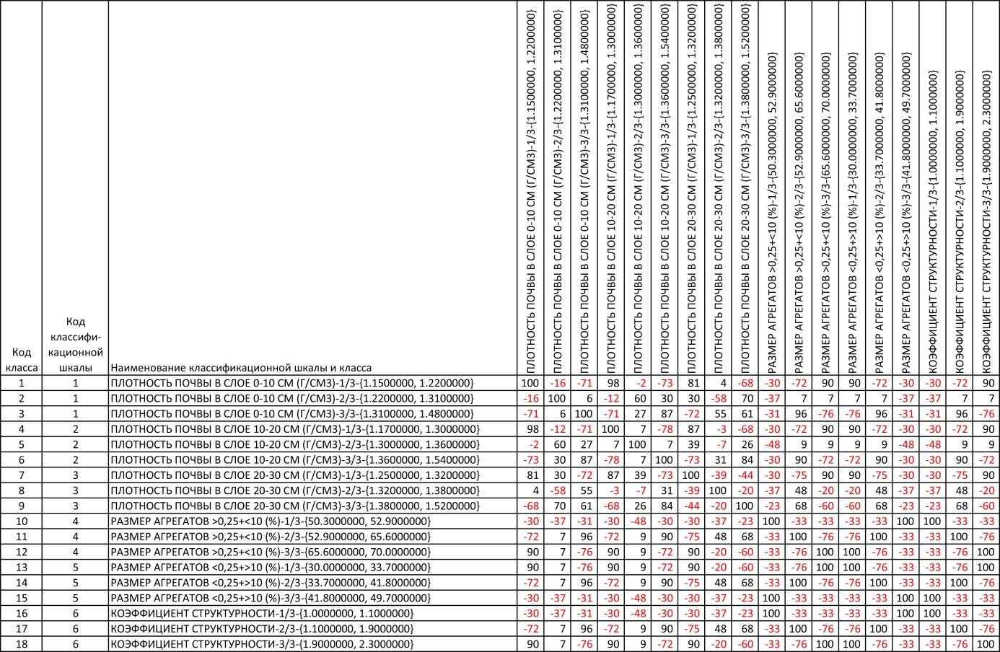 Код класса
Код классифи-кационной шкалы
Наименование классификационной шкалы и класса
ПЛОТНОСТЬ ПОЧВЫ В СЛОЕ 0-10 СМ (Г/СМ3)-1/3-{1.1500000, 1.2200000}
ПЛОТНОСТЬ ПОЧВЫ В СЛОЕ 0-10 СМ (Г/СМ3)-2/3-{1.2200000, 1.3100000}
ПЛОТНОСТЬ ПОЧВЫ В СЛОЕ 0-10 СМ (Г/СМ3)-3/3-{1.3100000, 1.4800000}
ПЛОТНОСТЬ ПОЧВЫ В СЛОЕ 10-20 СМ (Г/СМ3)-1/3-{1.1700000, 1.3000000}
ПЛОТНОСТЬ ПОЧВЫ В СЛОЕ 10-20 СМ (Г/СМ3)-2/3-{1.3000000, 1.3600000}
ПЛОТНОСТЬ ПОЧВЫ В СЛОЕ 10-20 СМ (Г/СМ3)-3/3-{1.3600000, 1.5400000}
ПЛОТНОСТЬ ПОЧВЫ В СЛОЕ 20-30 СМ (Г/СМ3)-1/3-{1.2500000, 1.3200000}
ПЛОТНОСТЬ ПОЧВЫ В СЛОЕ 20-30 СМ (Г/СМ3)-2/3-{1.3200000, 1.3800000}
ПЛОТНОСТЬ ПОЧВЫ В СЛОЕ 20-30 СМ (Г/СМ3)-3/3-{1.3800000, 1.5200000}
РАЗМЕР АГРЕГАТОВ >0,25+<10 (%)-1/3-{50.3000000, 52.9000000}
РАЗМЕР АГРЕГАТОВ >0,25+<10 (%)-2/3-{52.9000000, 65.6000000}
РАЗМЕР АГРЕГАТОВ >0,25+<10 (%)-3/3-{65.6000000, 70.0000000}
РАЗМЕР АГРЕГАТОВ <0,25+>10 (%)-1/3-{30.0000000, 33.7000000}
РАЗМЕР АГРЕГАТОВ <0,25+>10 (%)-2/3-{33.7000000, 41.8000000}
РАЗМЕР АГРЕГАТОВ <0,25+>10 (%)-3/3-{41.8000000, 49.7000000}
КОЭФФИЦИЕНТ СТРУКТУРНОСТИ-1/3-{1.0000000, 1.1000000}
КОЭФФИЦИЕНТ СТРУКТУРНОСТИ-2/3-{1.1000000, 1.9000000}
КОЭФФИЦИЕНТ СТРУКТУРНОСТИ-3/3-{1.9000000, 2.3000000}
1 1 ПЛОТНОСТЬ ПОЧВЫ В СЛОЕ 0-10 СМ (Г/СМ3)-1/3-{1.1500000, 1.2200000} 100 -16 -71 98 -2 -73 81 4 -68 -30 -72 90 90 -72 -30 -30 -72 90
2 1 ПЛОТНОСТЬ ПОЧВЫ В СЛОЕ 0-10 СМ (Г/СМ3)-2/3-{1.2200000, 1.3100000} -16 100 6 -12 60 30 30 -58 70 -37 7 7 7 7 -37 -37 7 7
3 1 ПЛОТНОСТЬ ПОЧВЫ В СЛОЕ 0-10 СМ (Г/СМ3)-3/3-{1.3100000, 1.4800000} -71 6 100 -71 27 87 -72 55 61 -31 96 -76 -76 96 -31 -31 96 -76
4 2 ПЛОТНОСТЬ ПОЧВЫ В СЛОЕ 10-20 СМ (Г/СМ3)-1/3-{1.1700000, 1.3000000} 98 -12 -71 100 7 -78 87 -3 -68 -30 -72 90 90 -72 -30 -30 -72 90
5 2 ПЛОТНОСТЬ ПОЧВЫ В СЛОЕ 10-20 СМ (Г/СМ3)-2/3-{1.3000000, 1.3600000} -2 60 27 7 100 7 39 -7 26 -48 9 9 9 9 -48 -48 9 9
6 2 ПЛОТНОСТЬ ПОЧВЫ В СЛОЕ 10-20 СМ (Г/СМ3)-3/3-{1.3600000, 1.5400000} -73 30 87 -78 7 100 -73 31 84 -30 90 -72 -72 90 -30 -30 90 -72
7 3 ПЛОТНОСТЬ ПОЧВЫ В СЛОЕ 20-30 СМ (Г/СМ3)-1/3-{1.2500000, 1.3200000} 81 30 -72 87 39 -73 100 -39 -44 -30 -75 90 90 -75 -30 -30 -75 90
8 3 ПЛОТНОСТЬ ПОЧВЫ В СЛОЕ 20-30 СМ (Г/СМ3)-2/3-{1.3200000, 1.3800000} 4 -58 55 -3 -7 31 -39 100 -20 -37 48 -20 -20 48 -37 -37 48 -20
9 3 ПЛОТНОСТЬ ПОЧВЫ В СЛОЕ 20-30 СМ (Г/СМ3)-3/3-{1.3800000, 1.5200000} -68 70 61 -68 26 84 -44 -20 100 -23 68 -60 -60 68 -23 -23 68 -60
10 4 РАЗМЕР АГРЕГАТОВ >0,25+<10 (%)-1/3-{50.3000000, 52.9000000} -30 -37 -31 -30 -48 -30 -30 -37 -23 100 -33 -33 -33 -33 100 100 -33 -33
11 4 РАЗМЕР АГРЕГАТОВ >0,25+<10 (%)-2/3-{52.9000000, 65.6000000} -72 7 96 -72 9 90 -75 48 68 -33 100 -76 -76 100 -33 -33 100 -76
12 4 РАЗМЕР АГРЕГАТОВ >0,25+<10 (%)-3/3-{65.6000000, 70.0000000} 90 7 -76 90 9 -72 90 -20 -60 -33 -76 100 100 -76 -33 -33 -76 100
13 5 РАЗМЕР АГРЕГАТОВ <0,25+>10 (%)-1/3-{30.0000000, 33.7000000} 90 7 -76 90 9 -72 90 -20 -60 -33 -76 100 100 -76 -33 -33 -76 100
14 5 РАЗМЕР АГРЕГАТОВ <0,25+>10 (%)-2/3-{33.7000000, 41.8000000} -72 7 96 -72 9 90 -75 48 68 -33 100 -76 -76 100 -33 -33 100 -76
15 5 РАЗМЕР АГРЕГАТОВ <0,25+>10 (%)-3/3-{41.8000000, 49.7000000} -30 -37 -31 -30 -48 -30 -30 -37 -23 100 -33 -33 -33 -33 100 100 -33 -33
16 6 КОЭФФИЦИЕНТ СТРУКТУРНОСТИ-1/3-{1.0000000, 1.1000000} -30 -37 -31 -30 -48 -30 -30 -37 -23 100 -33 -33 -33 -33 100 100 -33 -33
17 6 КОЭФФИЦИЕНТ СТРУКТУРНОСТИ-2/3-{1.1000000, 1.9000000} -72 7 96 -72 9 90 -75 48 68 -33 100 -76 -76 100 -33 -33 100 -76
18 6 КОЭФФИЦИЕНТ СТРУКТУРНОСТИ-3/3-{1.9000000, 2.3000000} 90 7 -76 90 9 -72 90 -20 -60 -33 -76 100 100 -76 -33 -33 -76 100